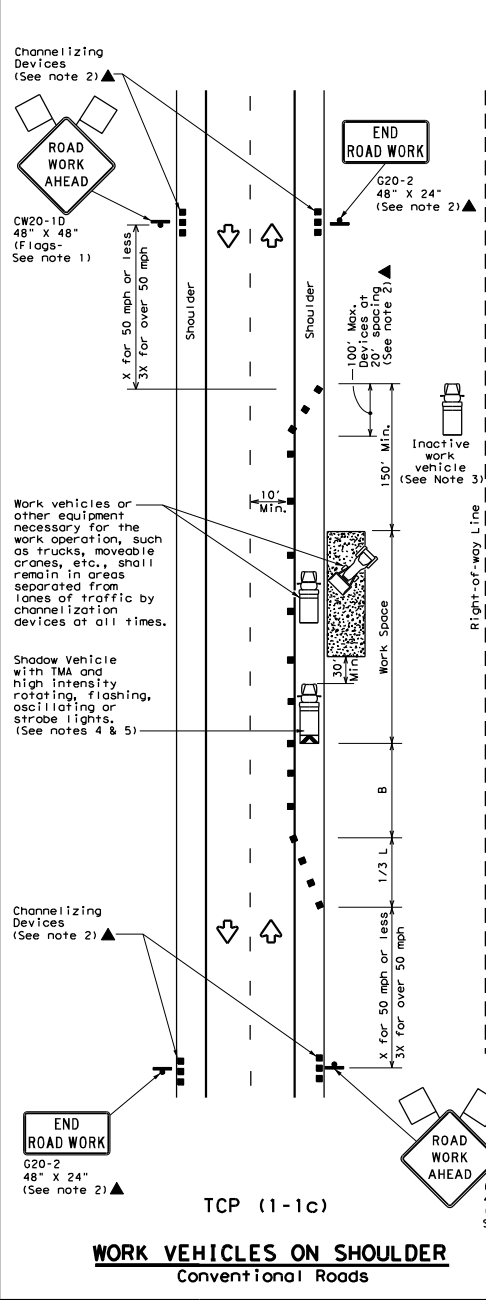 Channelizing
Devices
(See note 2)▲
ROAD
WORK
AHEAD
CW20-1D
48" X 48"
(Flags-
See note 1)
END
ROAD WORK
G20-2
48" X 24"
(See note 2)▲
X for 50 mph or less
3X for over 50 mph
Shoulder
Shoulder
100' Max.
Devices at
20' spacing
(See note 2)▲
150' Min.
Inactive
work
vehicle
(See Note 3)
Right-of-way Line
10'
Min.
Work vehicles or
other equipment
necessary for the
work operation, such
as trucks, moveable
cranes, etc., shall
remain in areas
separated from
lanes of traffic by
channelization
devices at all times.
Work Space
30'
Min.
Shadow Vehicle
with TMA and
high intensity
rotating, flashing,
oscillating or
strobe lights.
(See notes 4 & 5)
B
1/3 L
Channelizing
Devices
(See note 2)▲
X for 50 mph or less
3X for over 50 mph
END
ROAD WORK
G20-2
48" X 24"
(See note 2)▲
ROAD
WORK
AHEAD
TCP (1-1c)
WORK VEHICLES ON SHOULDER
Conventional Roads